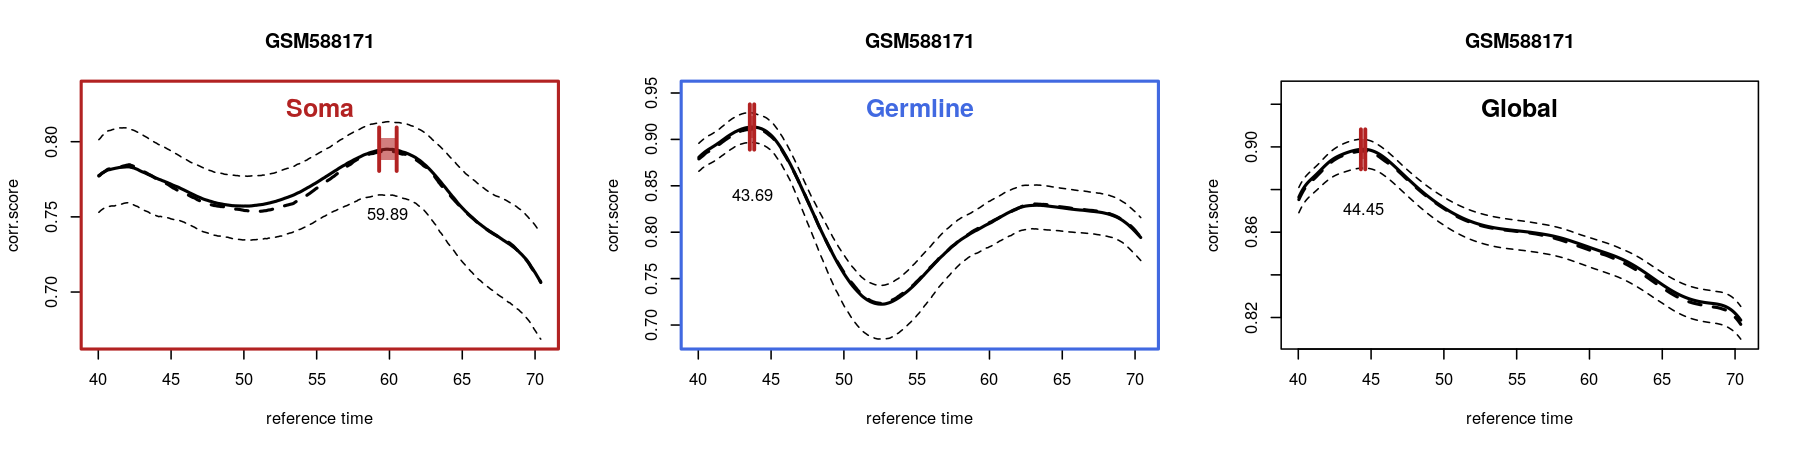 GSM588171
Soma
corr.score
0.80
0.75
0.70
59.89
40 45 50 55 60 65 70
reference time
GSM588171
Germline
corr.score
0.95
0.90
0.85
0.80
0.75
0.70
43.69
40 45 50 55 60 65 70
reference time
GSM588171
Global
corr.score
0.90
0.86
0.82
44.45
40 45 50 55 60 65 70
reference time